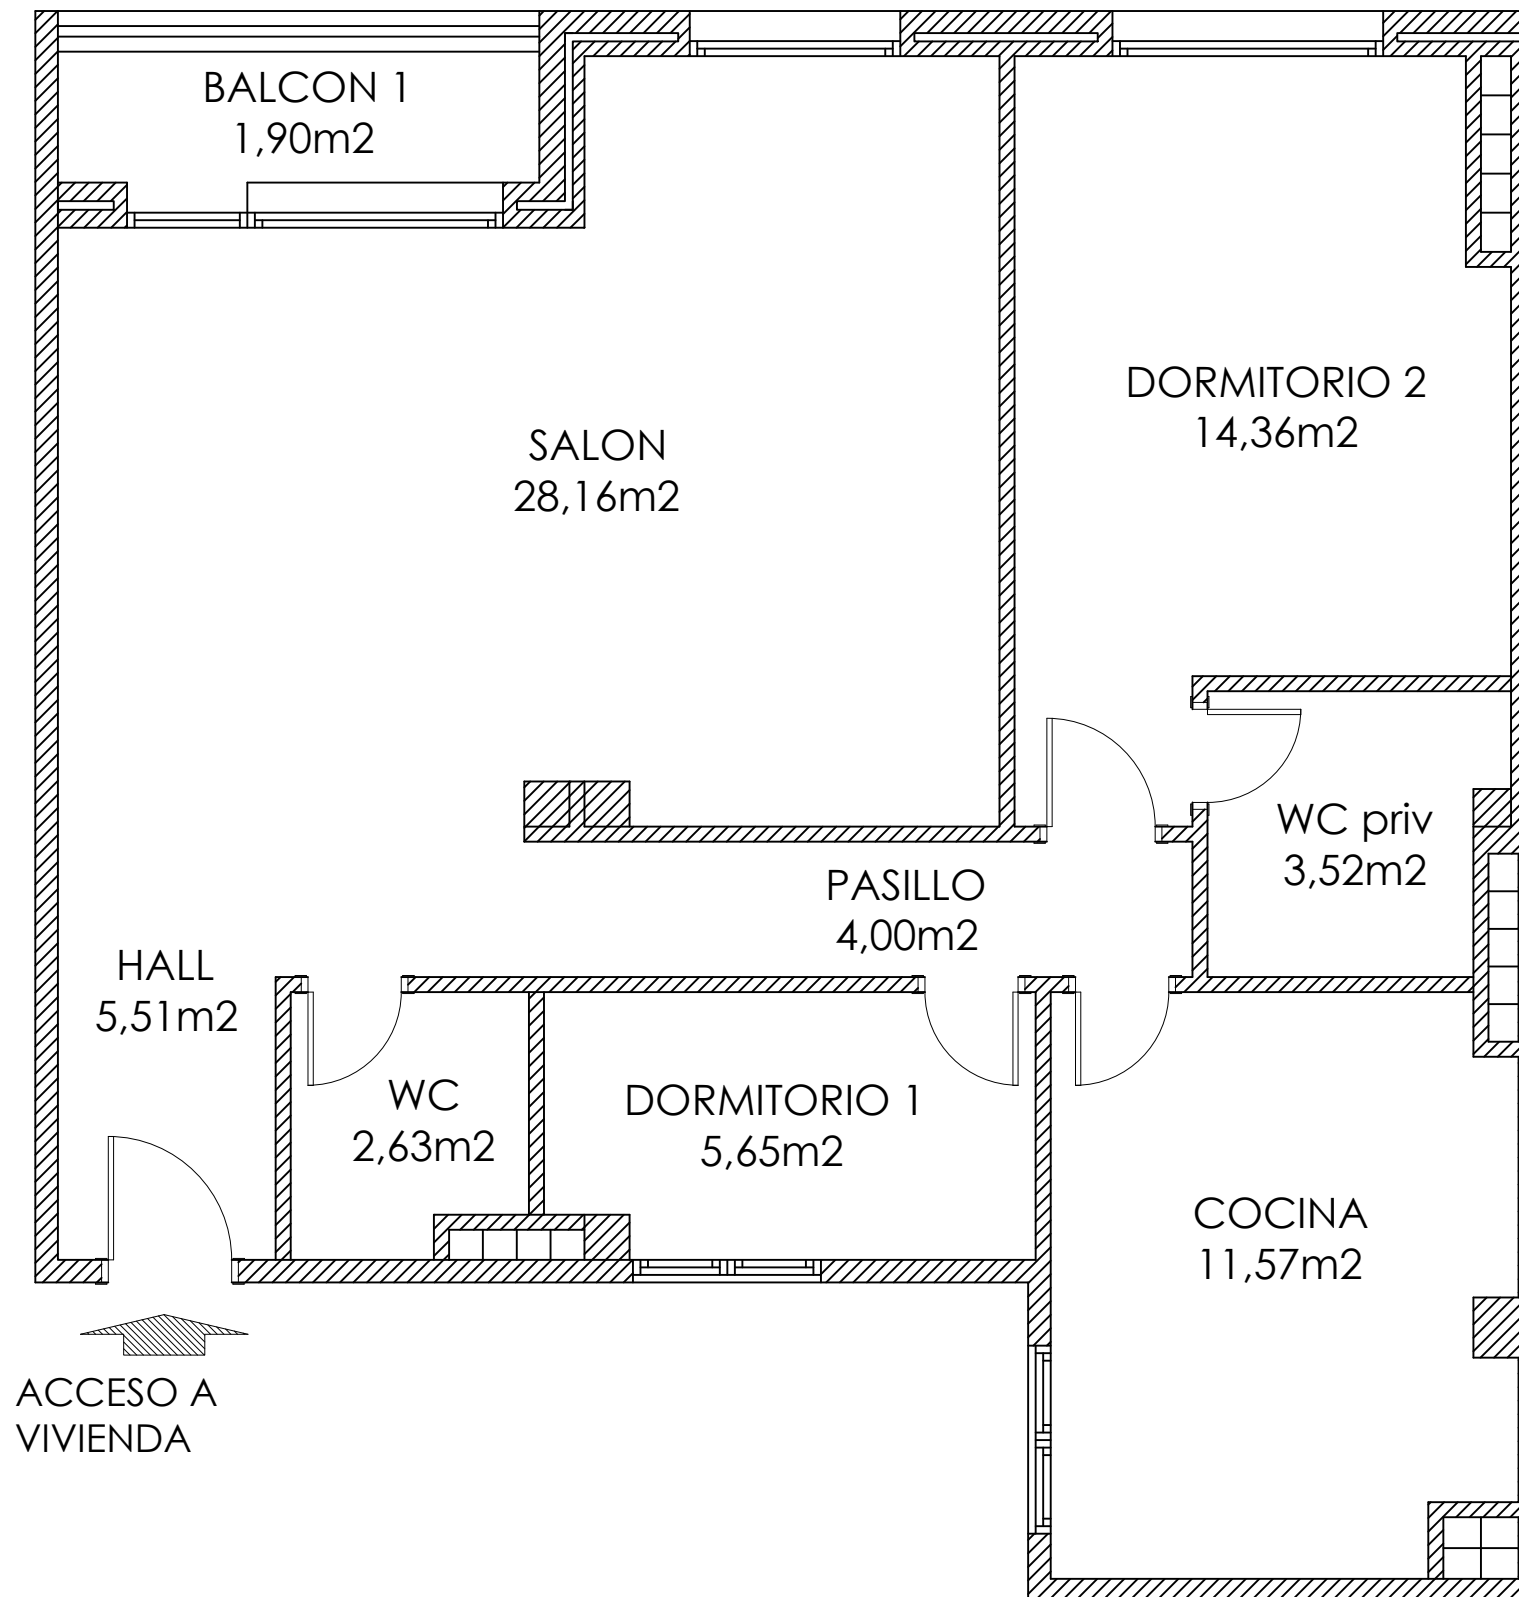 BALCON 1
1,90m2
DORMITORIO 2
14,36m2
SALON
28,16m2
WC priv
3,52m2
PASILLO
4,00m2
HALL
5,51m2
WC
2,63m2
DORMITORIO 1
5,65m2
COCINA
11,57m2
ACCESO A
VIVIENDA